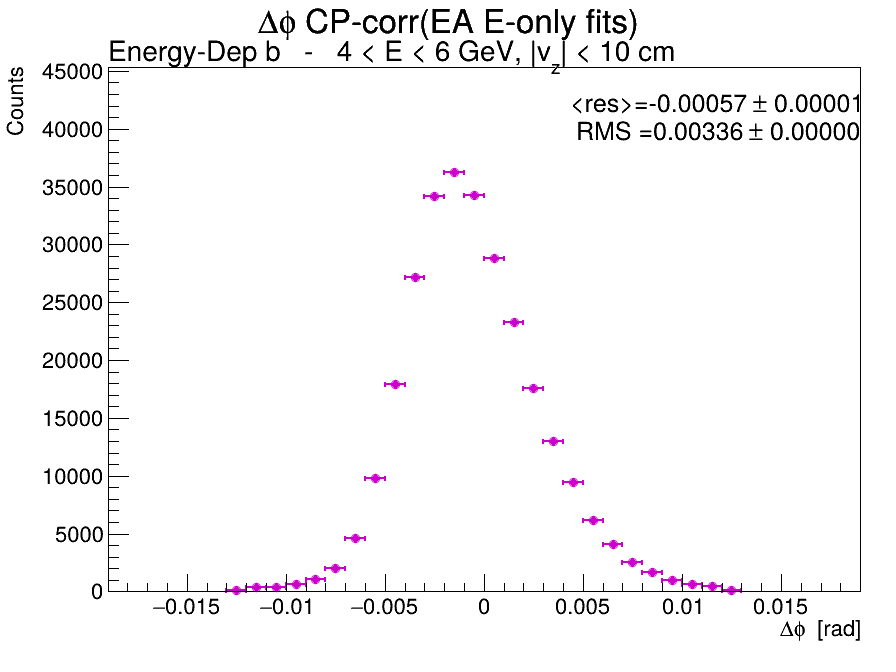 Δϕ CP-corr(EA E-only fits)
Energy-Dep b - 4 < E < 6 GeV, |v_z| < 10 cm
<res>=-0.00057 ± 0.00001
RMS =0.00336 ± 0.00000
Counts
45000
40000
35000
30000
25000
20000
15000
10000
5000
0
−0.015 −0.01 −0.005 0 0.005 0.01 0.015
Δϕ [rad]